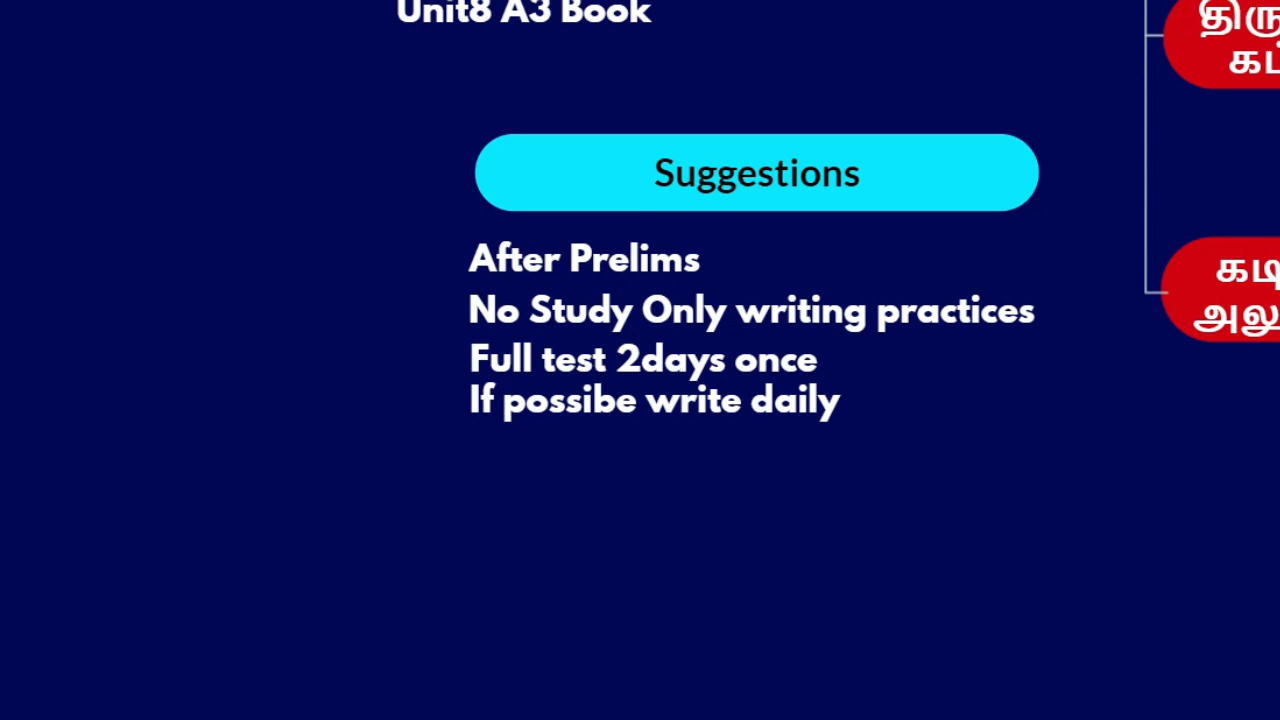 Unit8 A3 Book
Suggestions
After Prelims
No Study Only writing practices
Full test 2days once
If possibe write daily